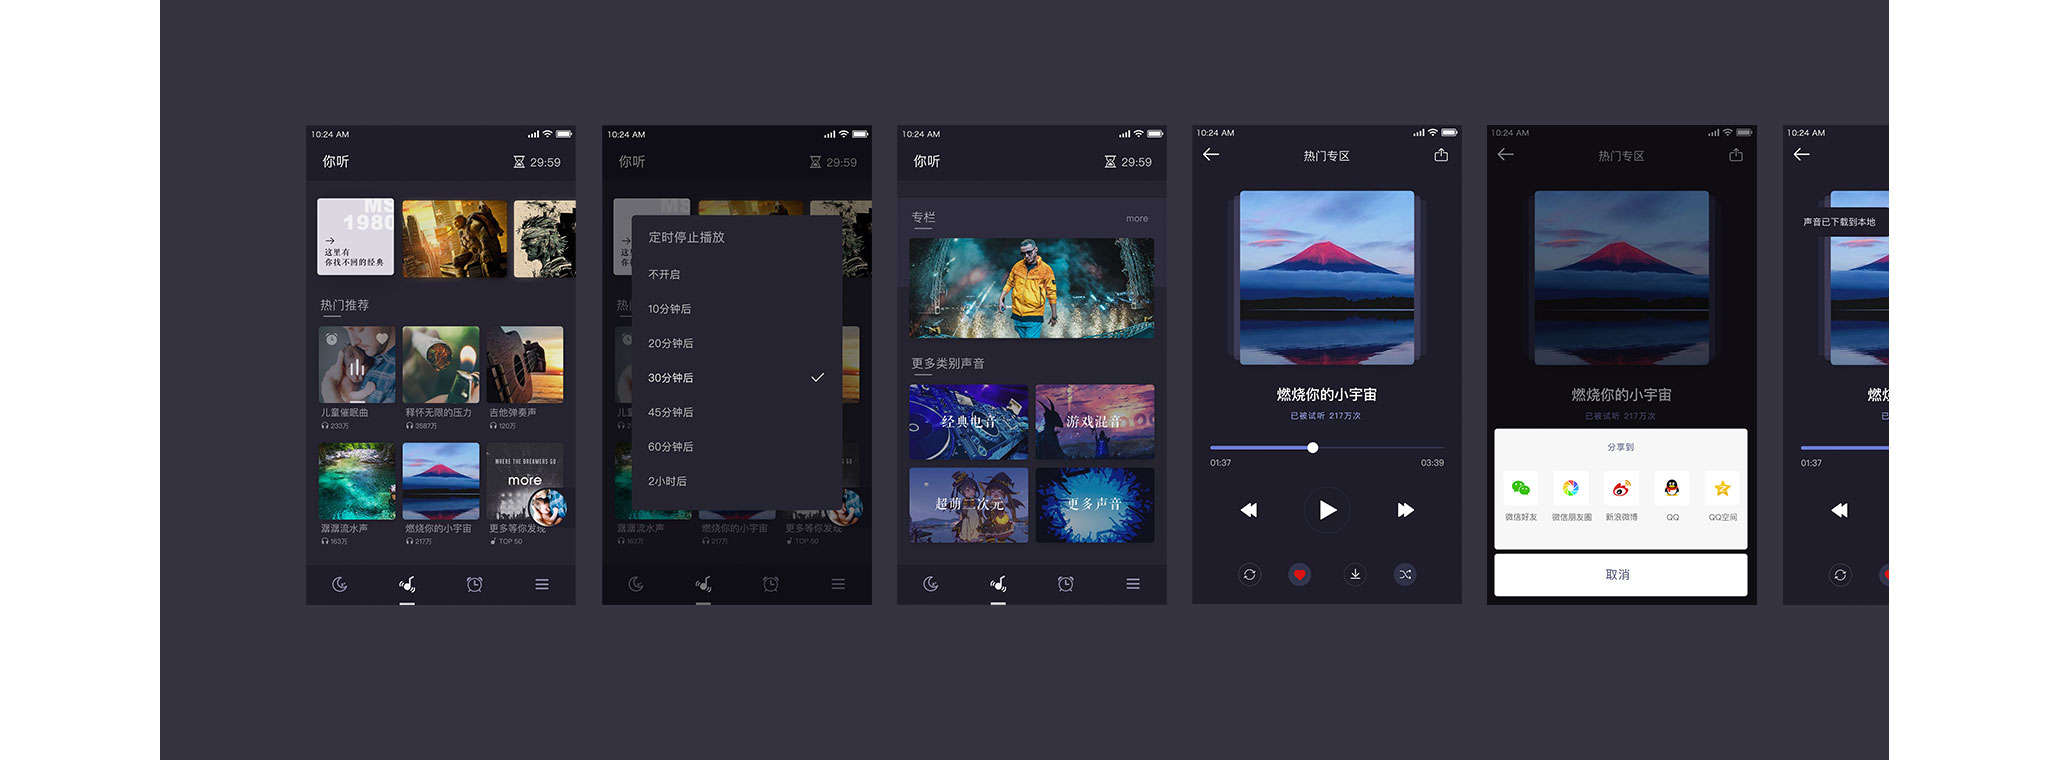 10:24 AM
你听
29:59
MS
1980
这里有
你找不回的经典
热门推荐
儿童催眠曲
233万
释怀无限的压力
3587万
吉他弹奏声
120万
WHERE THE DREAMERS GO
more
潺潺流水声
163万
燃烧你的小宇宙
217万
更多等你发现
TOP 50
10:24 AM
你听
29:59
定时停止播放
不开启
10分钟后
20分钟后
30分钟后
45分钟后
60分钟后
2小时后
潺潺流水声
163万
燃烧你的小宇宙
217万
更多等你发现
TOP 50
10:24 AM
你听
29:59
专栏
more
更多类别声音
经典电音
游戏混音
超萌二次元
更多声音
10:24 AM
热门专区
燃烧你的小宇宙
已被试听 217万次
01:37
03:39
10:24 AM
热门专区
燃烧你的小宇宙
已被试听 217万次
分享到
微信好友
微信朋友圈
新浪微博
QQ
QQ空间
取消
10:24 AM
声音已下载到本地
燃
已
01:37